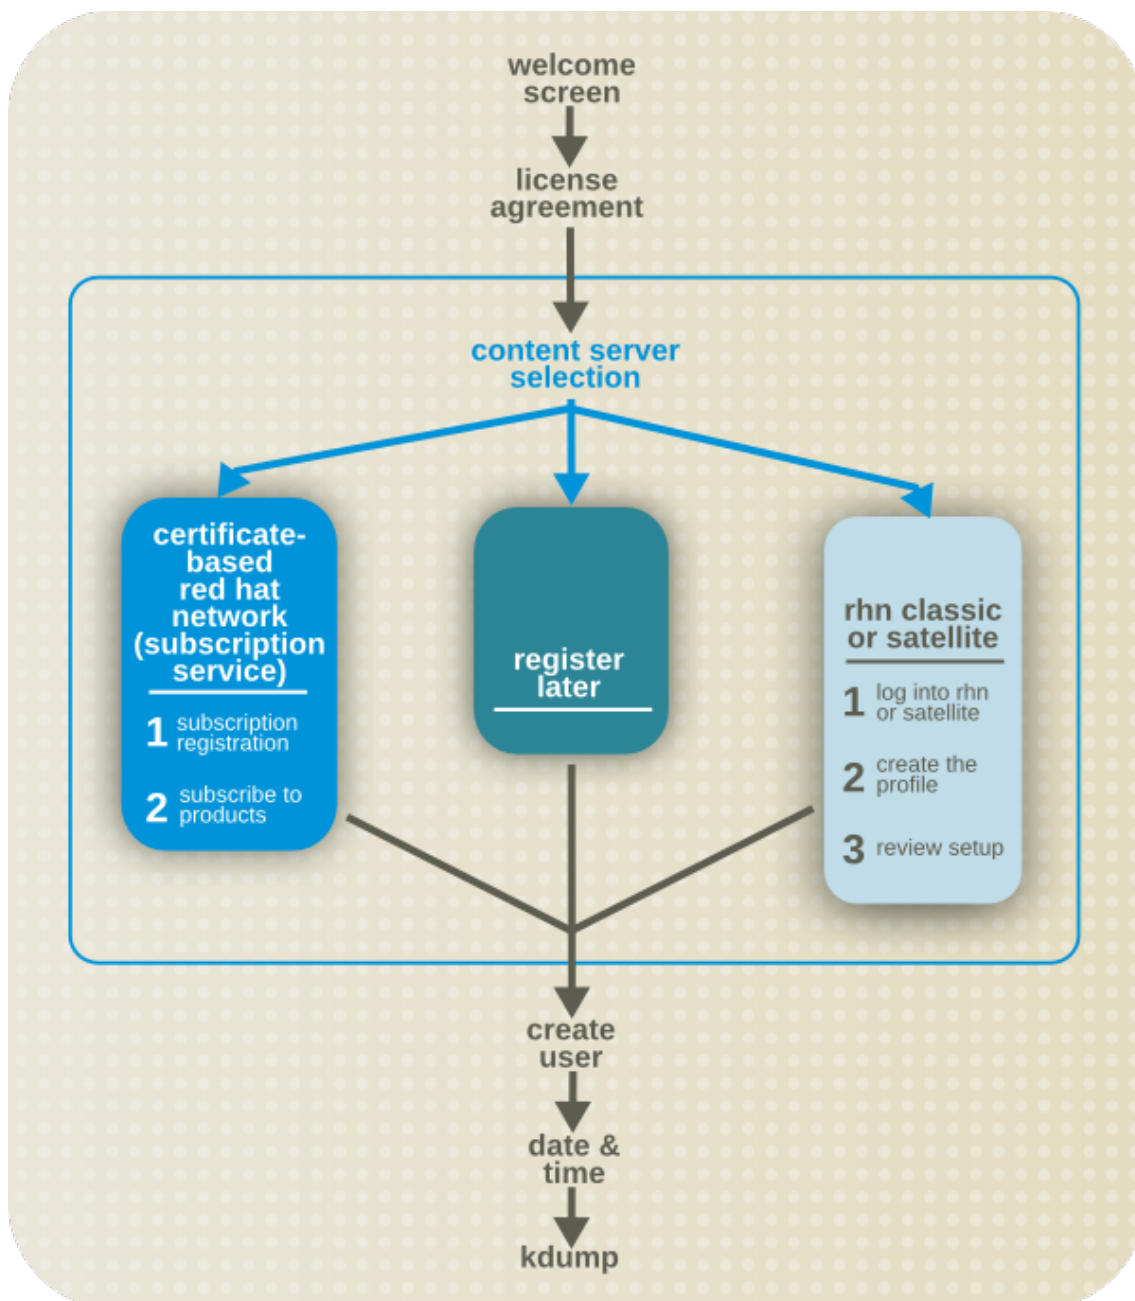 welcome
screen
license
agreement
content server
selection
certificate-
based
red hat
network
(subscription
service)
1 subscription
registration
2 subscribe to
products
register
later
rhn classic
or satellite
1 log into rhn
or satellite
2 create the
profile
3 review setup
create
user
date &
time
kdump